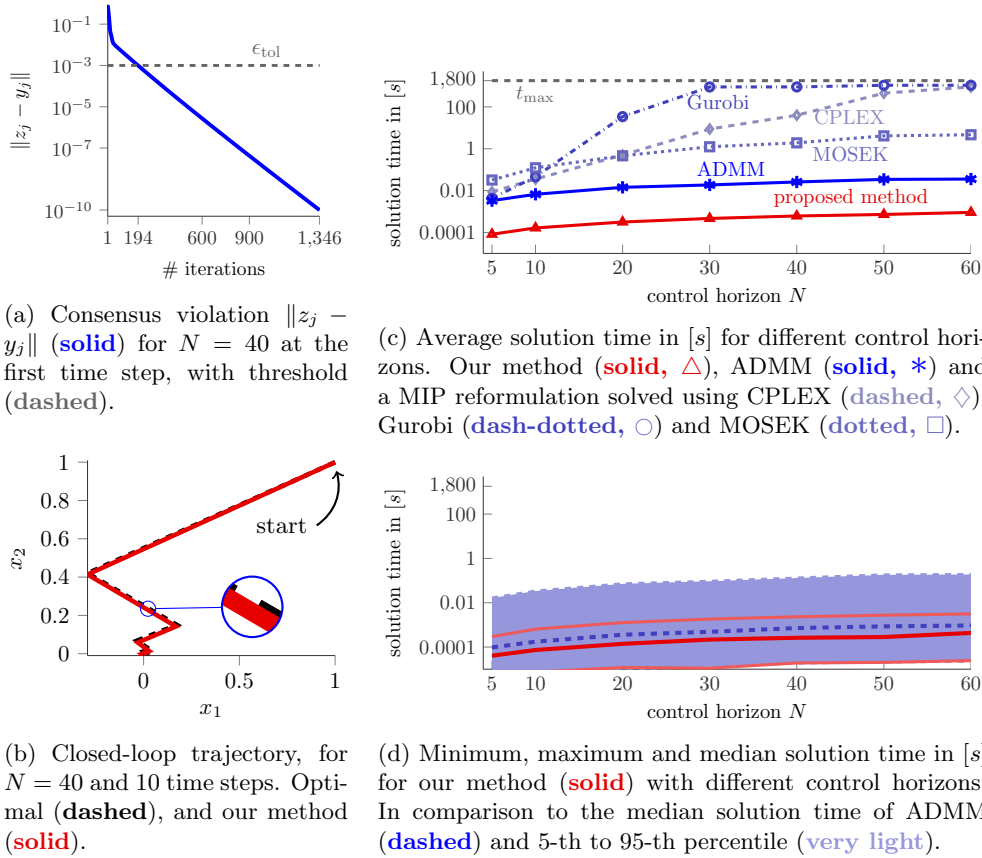 10^−1
10^−3
10^−5
10^−7
10^−10
‖z_j − y_j‖
ϵ_tol
1 194 600 900 1,346
# iterations
(a) Consensus violation ‖z_j −
y_j‖ (solid) for N = 40 at the
first time step, with threshold
(dashed).
1
0.8
0.6
0.4
0.2
0
x_2
start
0 0.5 1
x_1
(b) Closed-loop trajectory, for
N = 40 and 10 time steps. Opti-
mal (dashed), and our method
(solid).
1,800
100
1
0.01
0.0001
solution time in [s]
t_max
Gurobi
CPLEX
MOSEK
ADMM
proposed method
5 10 20 30 40 50 60
control horizon N
(c) Average solution time in [s] for different control hori-
zons. Our method (solid, △), ADMM (solid, ∗) and
a MIP reformulation solved using CPLEX (dashed, ◇)
Gurobi (dash-dotted, ○) and MOSEK (dotted, □).
1,800
100
1
0.01
0.0001
solution time in [s]
5 10 20 30 40 50 60
control horizon N
(d) Minimum, maximum and median solution time in [s]
for our method (solid) with different control horizons
In comparison to the median solution time of ADMM
(dashed) and 5-th to 95-th percentile (very light).